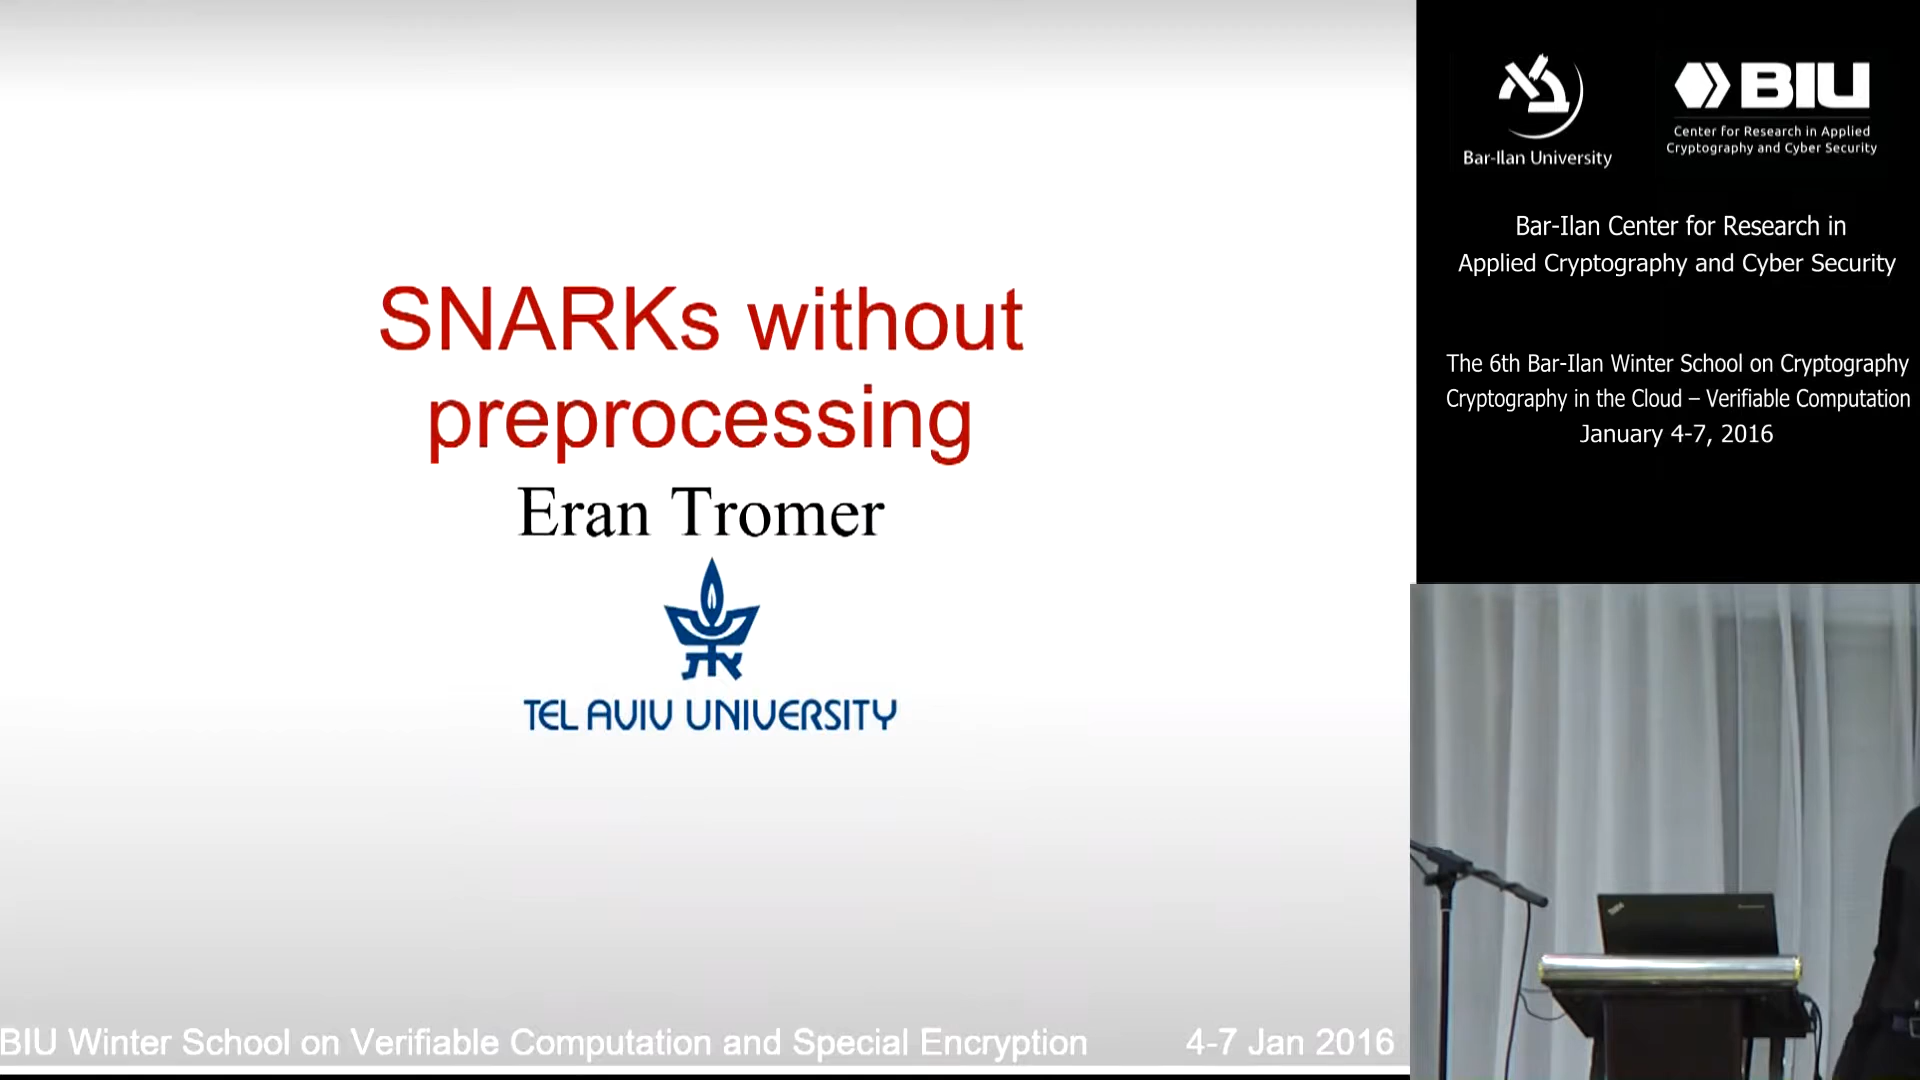 SNARKs without
preprocessing
Eran Tromer
TEL AVIV UNIVERSITY
BIU Winter School on Verifiable Computation and Special Encryption
4-7 Jan 2016
Bar-Ilan University
BIU
Center for Research in Applied
Cryptography and Cyber Security
Bar-Ilan Center for Research in
Applied Cryptography and Cyber Security
The 6th Bar-Ilan Winter School on Cryptography
Cryptography in the Cloud – Verifiable Computation
January 4-7, 2016